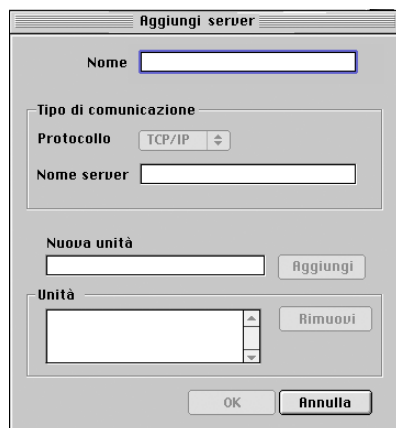 Aggiungi server
Nome
Tipo di comunicazione
Protocollo TCP/IP
Nome server
Nuova unità
Aggiungi
Unità
Rimuovi
OK Annulla